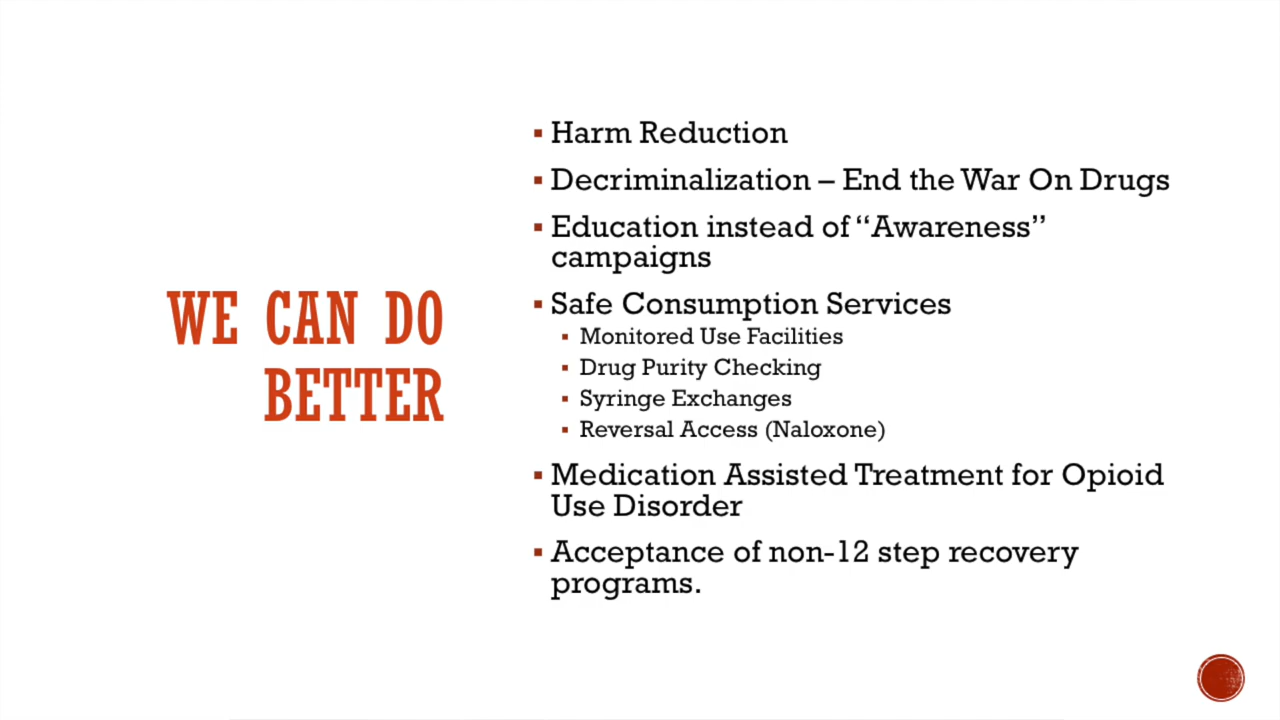 WE CAN DO
BETTER
▪ Harm Reduction
▪ Decriminalization – End the War On Drugs
▪ Education instead of “Awareness”
campaigns
▪ Safe Consumption Services
▪ Monitored Use Facilities
▪ Drug Purity Checking
▪ Syringe Exchanges
▪ Reversal Access (Naloxone)
▪ Medication Assisted Treatment for Opioid
Use Disorder
▪ Acceptance of non-12 step recovery
programs.